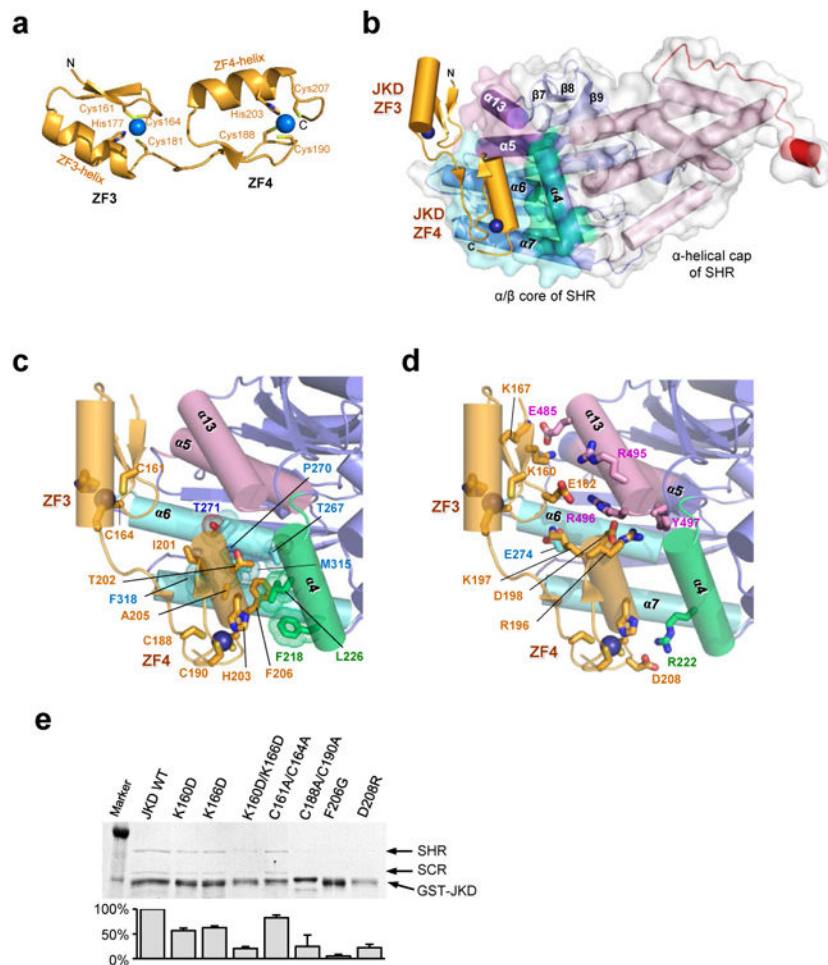 a
N
ZF4-helix
Cys207
Cys161
His203
C
His177
Cys164
Cys188
Cys181
Cys190
ZF3-helix
ZF3
ZF4
b
JKD
ZF3
N
α13
β7
β8
β9
α5
α6
α4
JKD
ZF4
α7
C
α-helical cap
of SHR
α/β core of SHR
c
α13
α5
P270
C161
ZF3
α6
T271
T267
C164
I201
T202
M315
F318
α4
A205
C188
ZF4
F218
L226
C190
H203
F206
d
K167
E485
α13
R495
K160
E162
α5
ZF3
α6
R496
Y497
E274
α4
K197
D198
α7
R196
ZF4
R222
D208
e
Marker
JKD WT
K160D
K166D
K160D/K166D
C161A/C164A
C188A/C190A
F206G
D208R
SHR
SCR
GST-JKD
100%
50%
0%